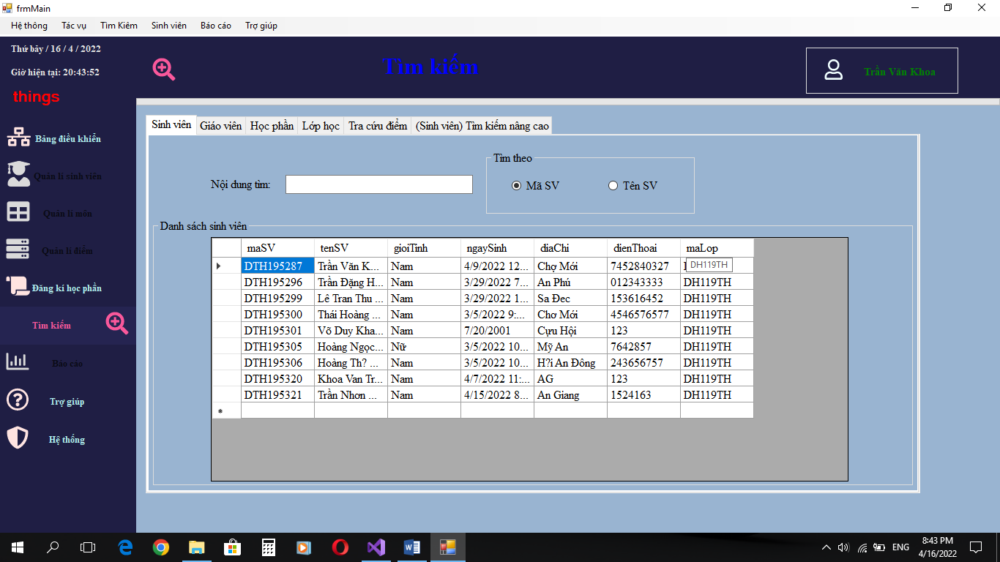 frmMain
Hệ thông Tác vụ Tìm Kiêm Sinh viên Báo cáo Trợ giúp
Thứ bảy / 16 / 4 / 2022
Giờ hiện tại: 20:43:52
things
Tìm kiếm
Trần Văn Khoa
Bảng điều khiển
Quản lí sinh viên
Quản lí môn
Quản lí điểm
Đăng kí học phần
Tìm kiếm
Báo cáo
Trợ giúp
Hệ thống
Sinh viên Giáo viên Học phần Lớp học Tra cứu điểm (Sinh viên) Tìm kiếm nâng cao
Tìm theo
Nội dung tìm: Mã SV Tên SV
Danh sách sinh viên
maSV tenSV gioiTinh ngaySinh diaChi dienThoai maLop
DTH195287 Trần Văn K... Nam 4/9/2022 12... Chợ Mới 7452840327 DH119TH
DTH195296 Trần Đặng H... Nam 3/29/2022 7... An Phú 012343333 DH119TH
DTH195299 Lê Tran Thu ... Nam 3/29/2022 1... Sa Đec 153616452 DH119TH
DTH195300 Thái Hoàng ... Nam 3/5/2022 9:... Chơ Mới 4546576577 DH119TH
DTH195301 Võ Duy Kha... Nam 7/20/2001 Cựu Hội 123 DH119TH
DTH195305 Hoàng Ngọc... Nữ 3/5/2022 10... Mỹ An 7642857 DH119TH
DTH195306 Hoàng Th? ... Nam 3/5/2022 10... H?i An Đông 243656757 DH119TH
DTH195320 Khoa Van Tr... Nam 4/7/2022 11:... AG 123 DH119TH
DTH195321 Trần Nhơn ... Nam 4/15/2022 8... An Giang 1524163 DH119TH
ENG
8:43 PM
4/16/2022